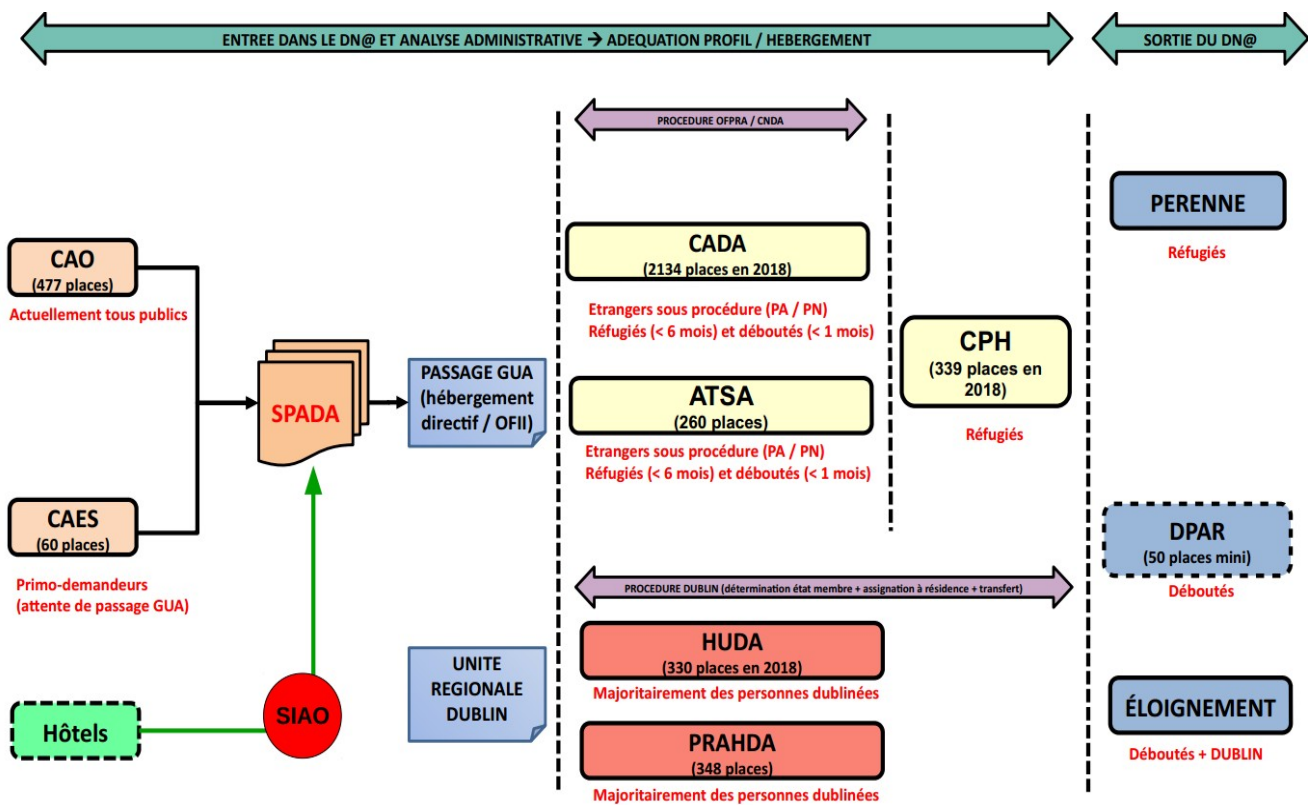 ENTREE DANS LE DN@ ET ANALYSE ADMINISTRATIVE → ADEQUATION PROFIL / HEBERGEMENT
SORTIE DU DN@
PROCEDURE OFPRA / CNDA
CAO
(477 places)
Actuellement tous publics
CAES
(60 places)
Primo-demandeurs
(attente de passage GUA)
Hôtels
SIAO
SPADA
PASSAGE GUA
(hébergement
directif / OFII)
UNITE
REGIONALE
DUBLIN
CADA
(2134 places en 2018)
Etrangers sous procédure (PA / PN)
Réfugiés (< 6 mois) et déboutés (< 1 mois)
ATSA
(260 places)
Etrangers sous procédure (PA / PN)
Réfugiés (< 6 mois) et déboutés (< 1 mois)
CPH
(339 places en
2018)
Réfugiés
PROCEDURE DUBLIN (détermination état membre + assignation à résidence + transfert)
HUDA
(330 places en 2018)
Majoritairement des personnes dublinées
PRAHDA
(348 places)
Majoritairement des personnes dublinées
PERENNE
Réfugiés
DPAR
(50 places mini)
Déboutés
ÉLOIGNEMENT
Déboutés + DUBLIN